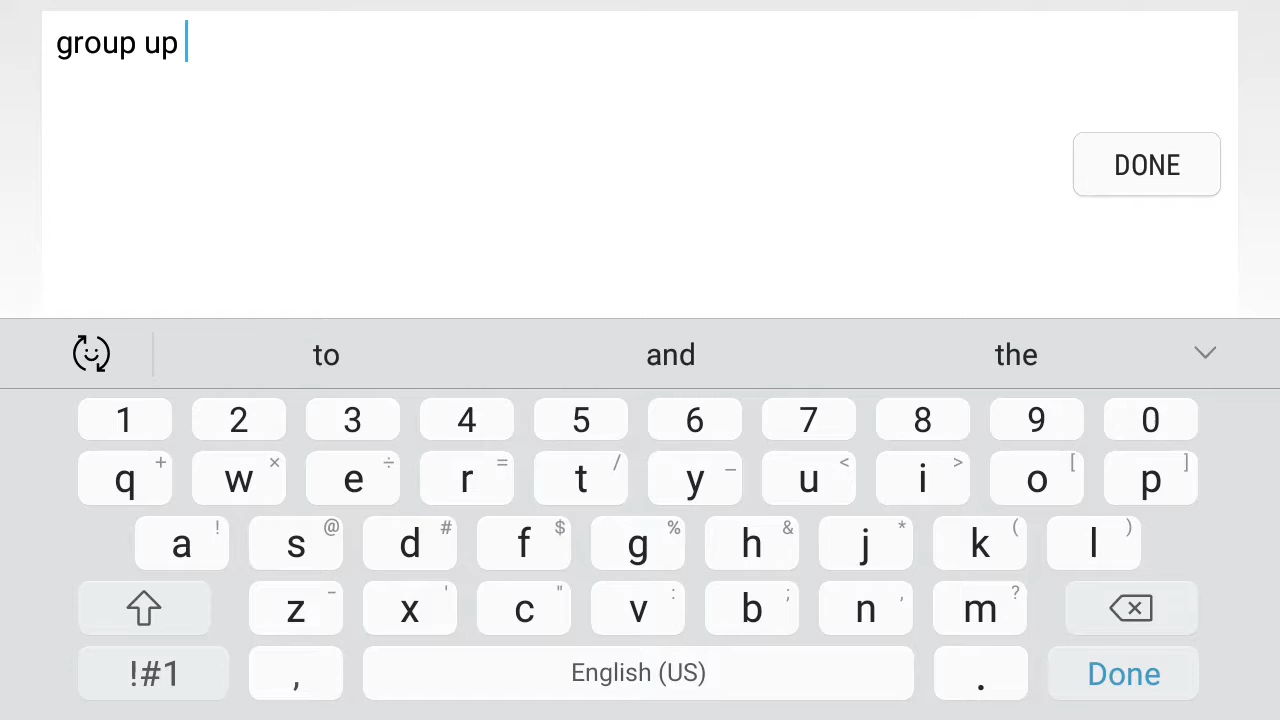 group up
DONE
to and the
1 2 3 4 5 6 7 8 9 0
q + w × e ÷ r = t / y _ u < i > o [ p ]
a ! s @ d # f $ g % h & j * k ( l )
z - x ' c " v : b ; n , m ?
!#1 , English (US) . Done